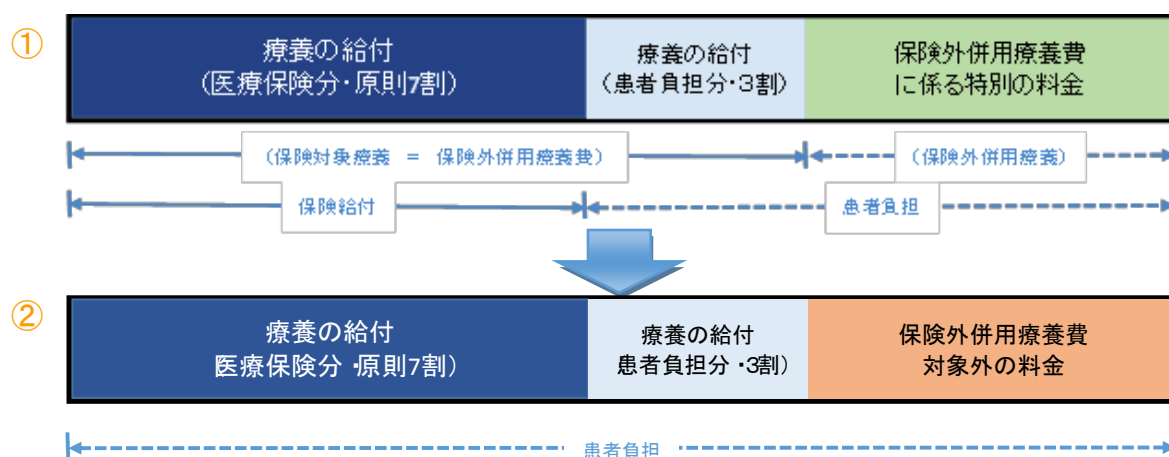 ①
療養の給付
(医療保険分・原則7割)
療養の給付
(患者負担分・3割)
保険外併用療養費
に係る特別の料金
(保険対象療養 = 保険外併用療養費)
(保険外併用療養)
保険給付
患者負担
②
療養の給付
医療保険分・原則7割)
療養の給付
患者負担分・3割)
保険外併用療養費
対象外の料金
患者負担